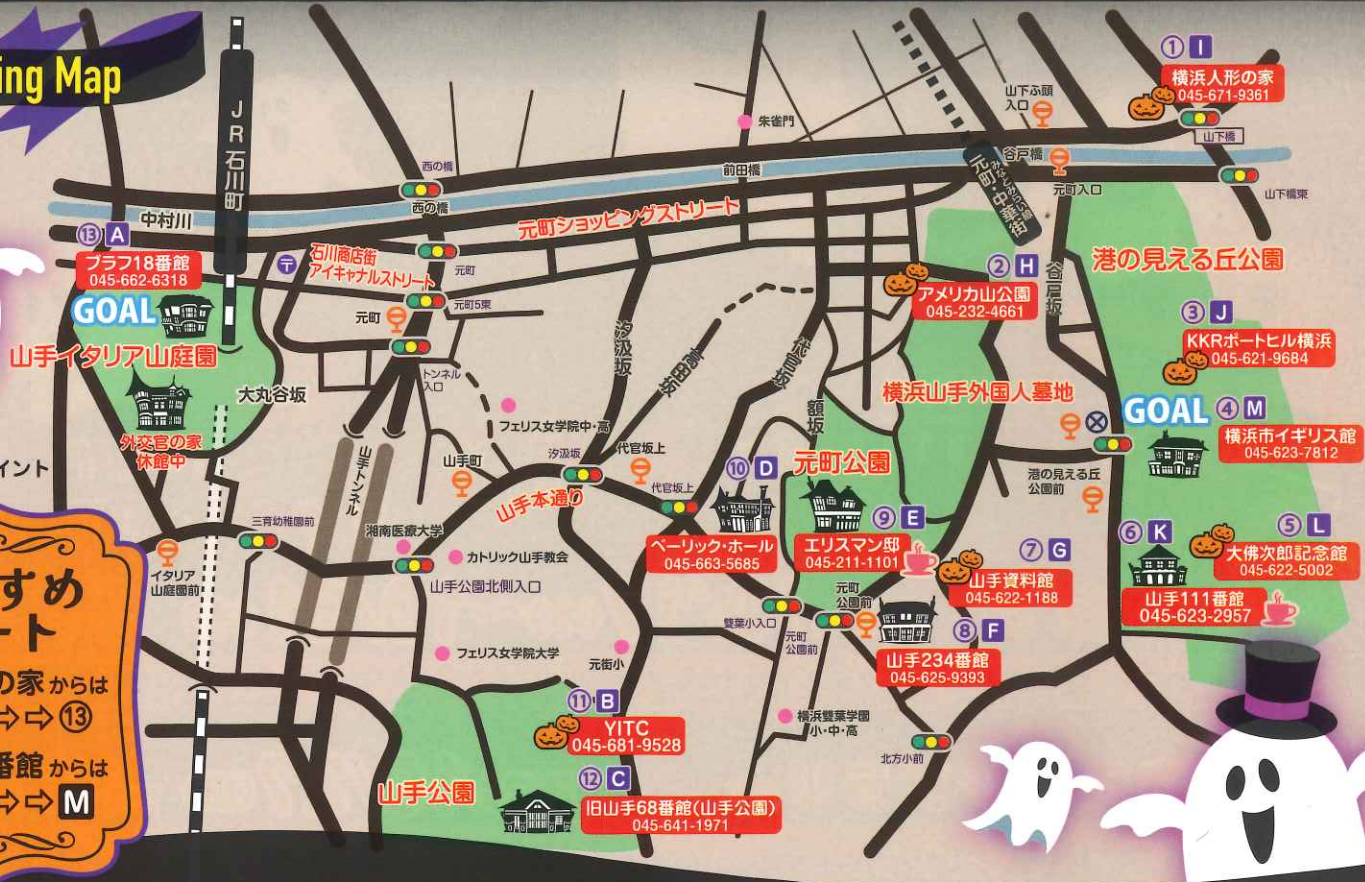 ing Map
JR石川町
① I
横浜人形の家
045-671-9361
山下ふ頭
入口
山下橋
朱雀門
谷戸橋
西の橋
前田橋
元町入口
山下橋東
西の橋
みなとみらい線
元町・中華街
中村川
元町ショッピングストリート
⑬ A
ブラフ18番館
045-662-6318
GOAL
山手イタリア山庭園
外交官の家
休館中
〒
石川商店街
アイキャナルストリート
元町
元町5東
元町
トンネル
入口
大丸谷坂
山手トンネル
汐汲坂
高田坂
代官坂
額坂
谷戸坂
② H
アメリカ山公園
045-232-4661
港の見える丘公園
③ J
KKRポートヒル横浜
045-621-9684
横浜山手外国人墓地
GOAL
④ M
横浜市イギリス館
045-623-7812
港の見える丘
公園前
⑤ L
大佛次郎記念館
045-622-5002
⑥ K
山手111番館
045-623-2957
フェリス女学院中・高
山手町
汐汲坂
代官坂上
代官坂上
山手本通り
⑩ D
ベーリック・ホール
045-663-5685
元町公園
⑨ E
エリスマン邸
045-211-1101
⑦ G
山手資料館
045-622-1188
元町
公園前
⑧ F
山手234番館
045-625-9393
雙葉小入口
元町
公園前
イント
三育幼稚園前
イタリア
山庭園前
湘南医療大学
カトリック山手教会
山手公園北側入口
フェリス女学院大学
元街小
横浜雙葉学園
小・中・高
北方小前
⑪ B
YITC
045-681-9528
⑫ C
旧山手68番館(山手公園)
045-641-1971
山手公園
すめ
ート
の家からは
⇨⇨⑬
番館からは
⇨⇨M